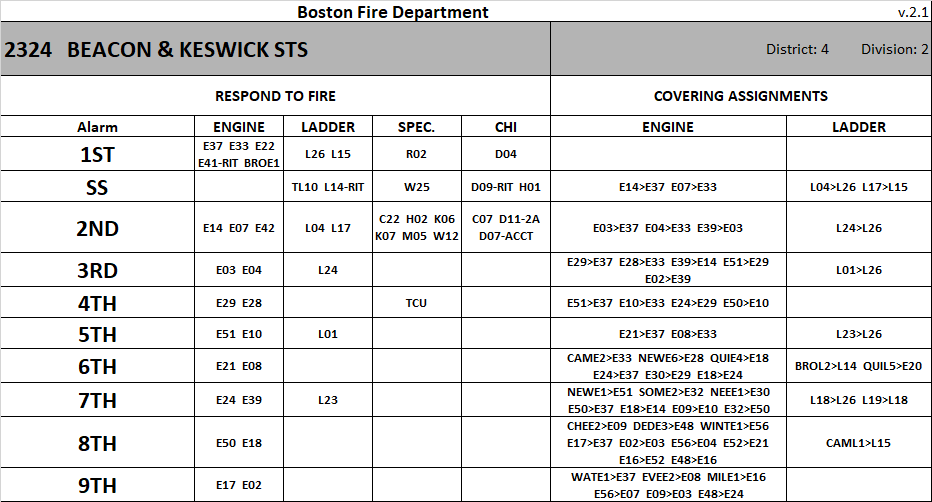 Boston Fire Department v.2.1
2324 BEACON & KESWICK STS District: 4 Division: 2
RESPOND TO FIRE COVERING ASSIGNMENTS
Alarm ENGINE LADDER SPEC. CHI ENGINE LADDER
1ST E37 E33 E22 L26 L15 R02 D04
E41-RIT BROE1
SS TL10 L14-RIT W25 D09-RIT H01 E14>E37 E07>E33 L04>L26 L17>L15
2ND E14 E07 E42 L04 L17 C22 H02 K06 C07 D11-2A E03>E37 E04>E33 E39>E03 L24>L26
K07 M05 W12 D07-ACCT
3RD E03 E04 L24 E29>E37 E28>E33 E39>E14 E51>E29 L01>L26
E02>E39
4TH E29 E28 TCU E51>E37 E10>E33 E24>E29 E50>E10
5TH E51 E10 L01 E21>E37 E08>E33 L23>L26
6TH E21 E08 CAME2>E33 NEWE6>E28 QUIE4>E18 BROL2>L14 QUIL5>E20
E24>E37 E30>E29 E18>E24
7TH E24 E39 L23 NEWE1>E51 SOME2>E32 NEEE1>E30 L18>L26 L19>L18
E50>E37 E18>E14 E09>E10 E32>E50
8TH E50 E18 CHEE2>E09 DEDE3>E48 WINTE1>E56 CAML1>L15
E17>E37 E02>E03 E56>E04 E52>E21
E16>E52 E48>E16
9TH E17 E02 WATE1>E37 EVEE2>E08 MILE1>E16
E56>E07 E09>E03 E48>E24